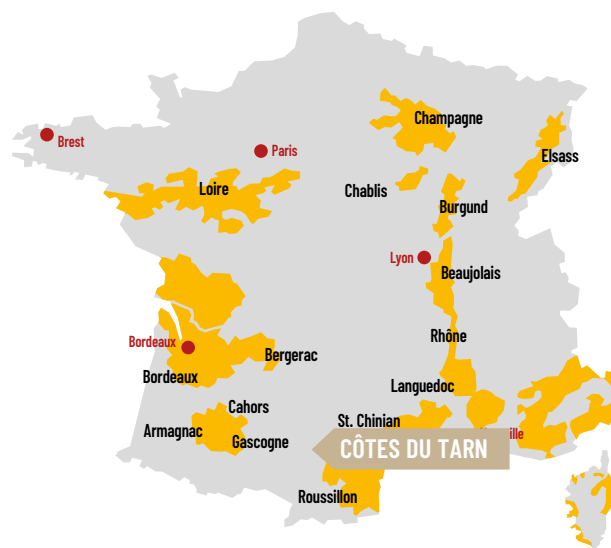 Champagne
Brest
Paris
Elsass
Loire
Chablis
Burgund
Lyon
Beaujolais
Rhône
Bordeaux
Bergerac
Bordeaux
Languedoc
Cahors
St. Chinian
Armagnac
Gascogne
ille
CÔTES DU TARN
Roussillon